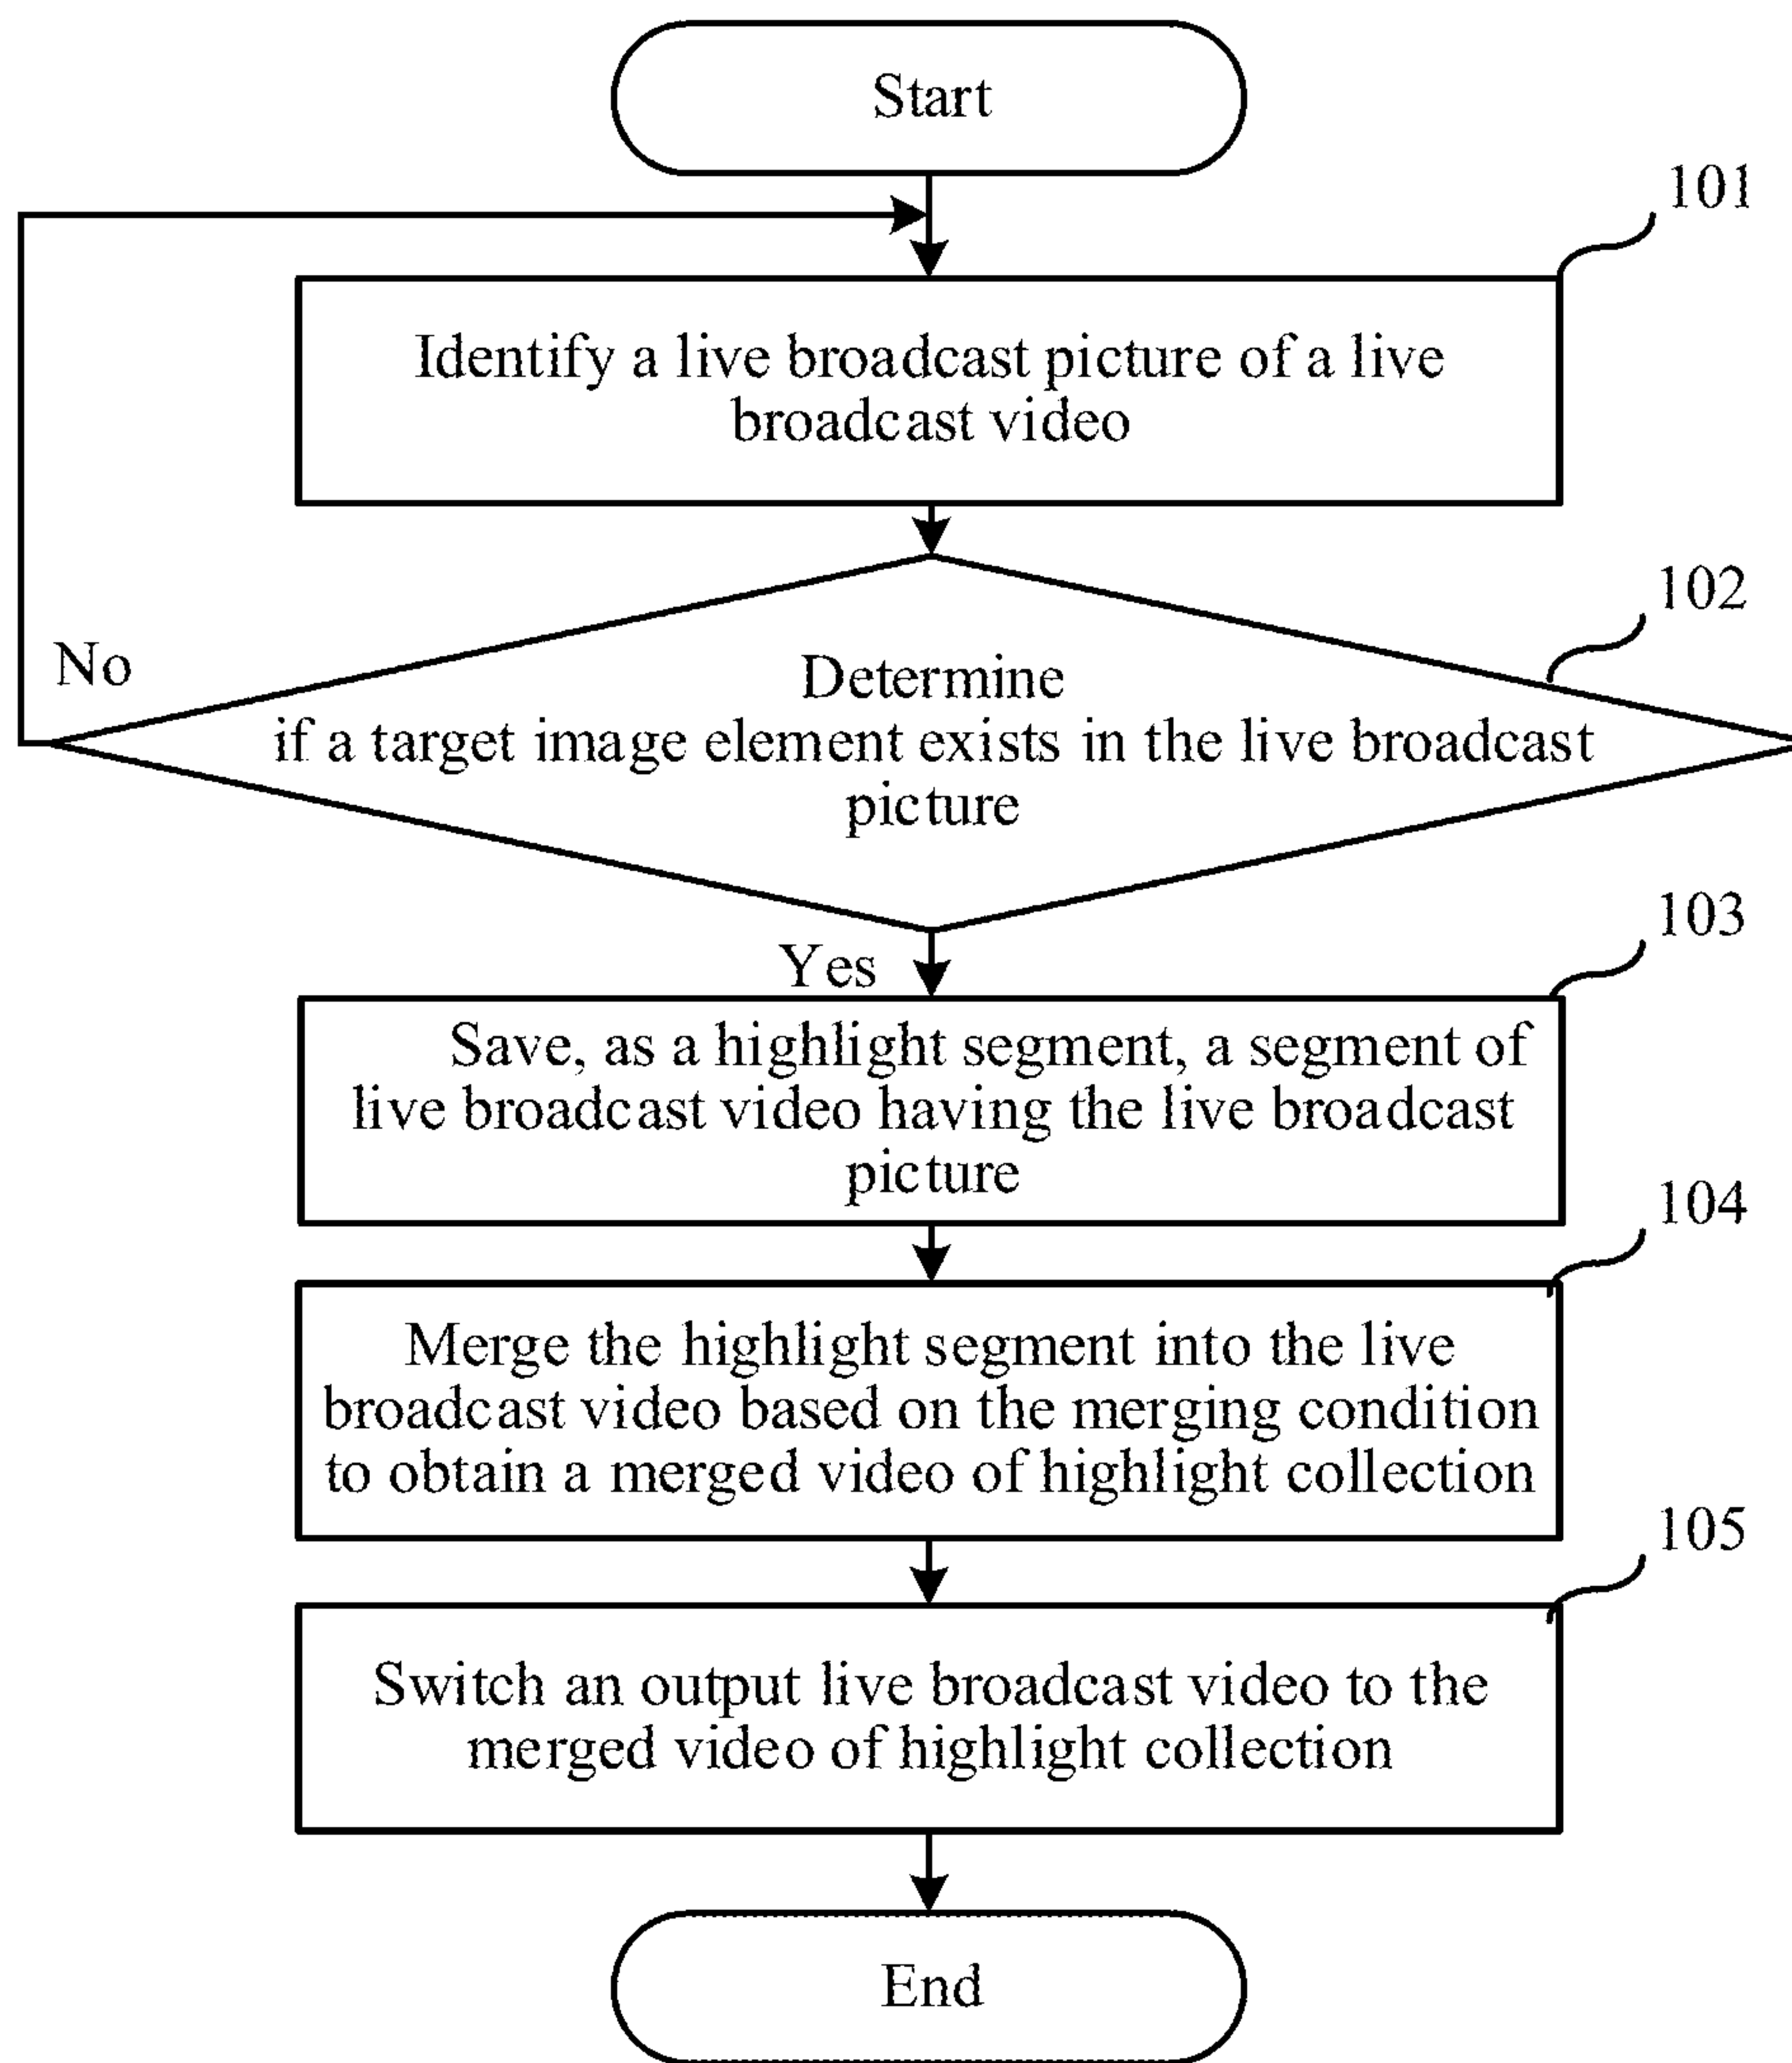 Start
101
Identify a live broadcast picture of a live
broadcast video
102
No
Determine
if a target image element exists in the live broadcast
picture
103
Yes
Save, as a highlight segment, a segment of
live broadcast video having the live broadcast
picture
104
Merge the highlight segment into the live
broadcast video based on the merging condition
to obtain a merged video of highlight collection
105
Switch an output live broadcast video to the
merged video of highlight collection
End